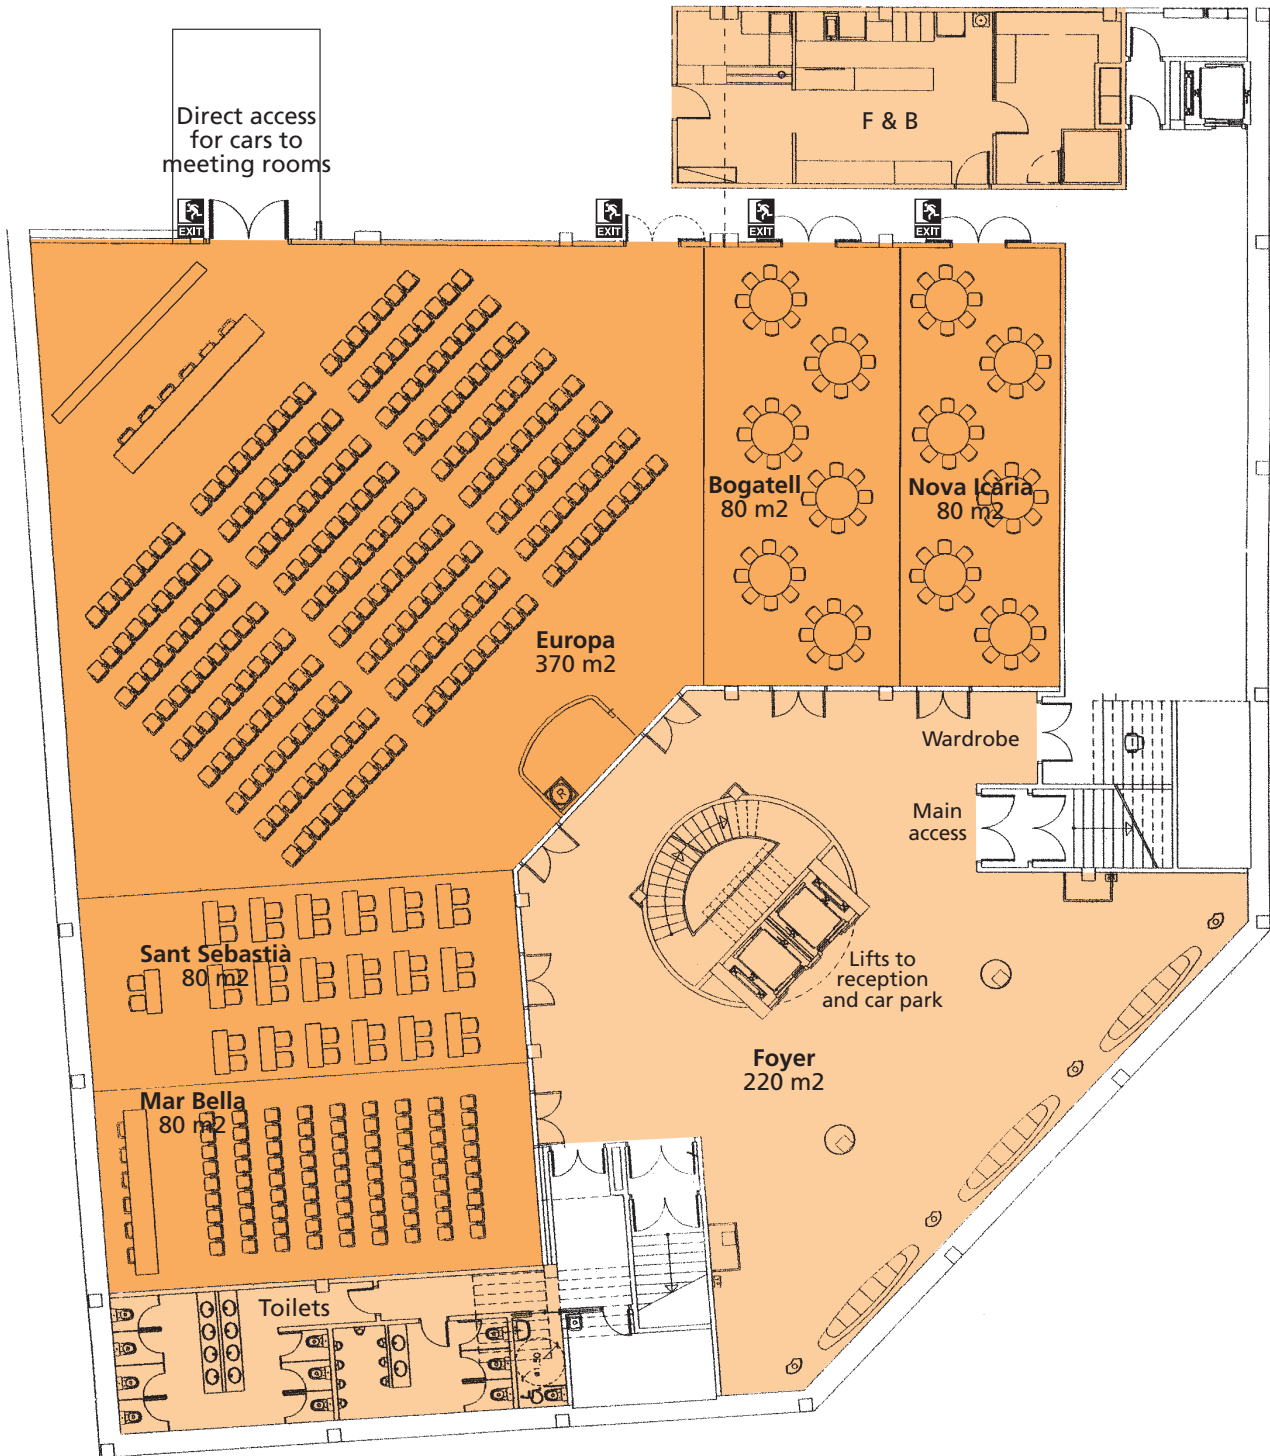 Direct access
for cars to
meeting rooms
F & B
EXIT
EXIT
EXIT
EXIT
Bogatell
80 m2
Nova Icària
80 m2
Europa
370 m2
R
Wardrobe
Main
access
Sant Sebastià
80 m2
Lifts to
reception
and car park
Foyer
220 m2
Mar Bella
80 m2
Toilets
ø1.50